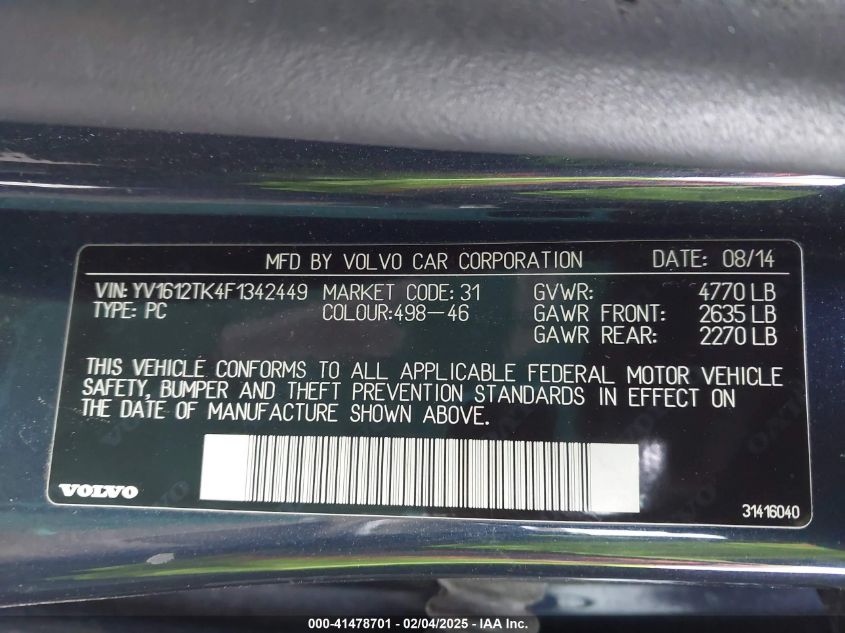 MFD BY VOLVO CAR CORPORATION DATE: 08/14
VIN: YV1612TK4F1342449 MARKET CODE: 31 GVWR: 4770 LB
TYPE: PC COLOUR:498-46 GAWR FRONT: 2635 LB
GAWR REAR: 2270 LB
THIS VEHICLE CONFORMS TO ALL APPLICABLE FEDERAL MOTOR VEHICLE
SAFETY, BUMPER AND THEFT PREVENTION STANDARDS IN EFFECT ON
THE DATE OF MANUFACTURE SHOWN ABOVE.
VOLVO
31416040
000-41478701 - 02/04/2025 - IAA Inc.